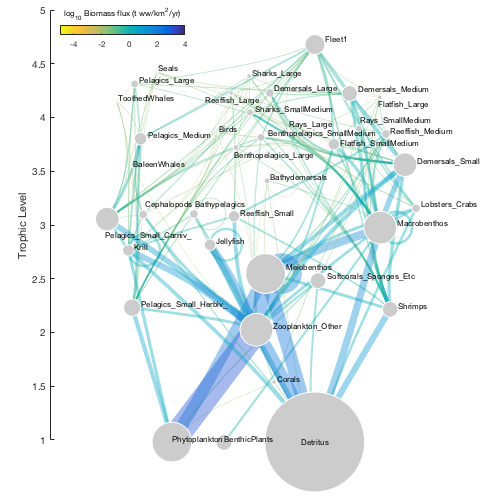 5
log10 Biomass flux (t ww/km2/yr)
-4 -2 0 2 4
Fleet1
4.5
Seals
Sharks_Large
Pelagics_Large
Demersals_Large
Demersals_Medium
ToothedWhales
Reeffish_Large
Flatfish_Large
4
Sharks_SmallMedium
Rays_Large
Rays_SmallMedium
Birds
Pelagics_Medium
Benthopelagics_SmallMedium
Reeffish_Medium
Flatfish_SmallMedium
Benthopelagics_Large
BaleenWhales
Demersals_Small
3.5
Bathydemersals
Cephalopods
Bathypelagics
Reeffish_Small
Lobsters_Crabs
Trophic Level
3
Macrobenthos
Pelagics_Small_Carniv_
Jellyfish
Krill
Meiobenthos
Softcorals_Sponges_Etc
2.5
Pelagics_Small_Herbiv_
Shrimps
2
Zooplankton_Other
1.5
Corals
1
Phytoplankton
BenthicPlants
Detritus